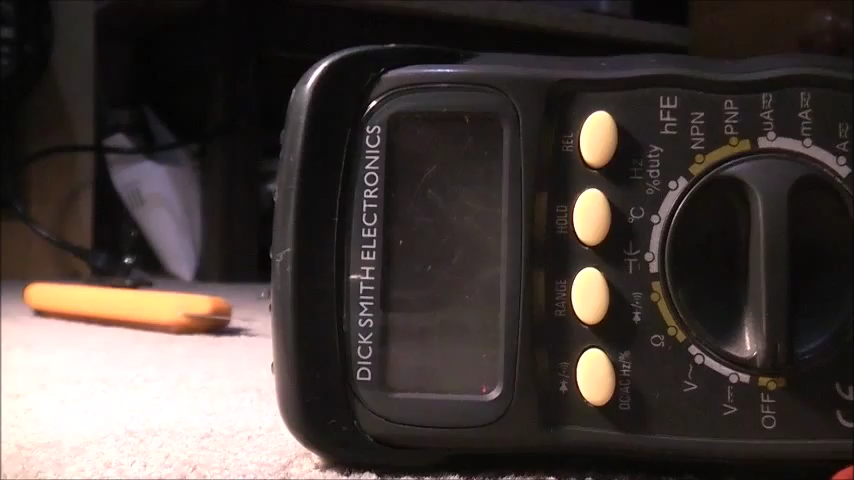 DICK SMITH ELECTRONICS
REL
HOLD
RANGE
DC/AC Hz/%
Hz
%duty
°C
Ω
V~
V⎓
OFF
hFE
NPN
PNP
µA
mA
A
CE